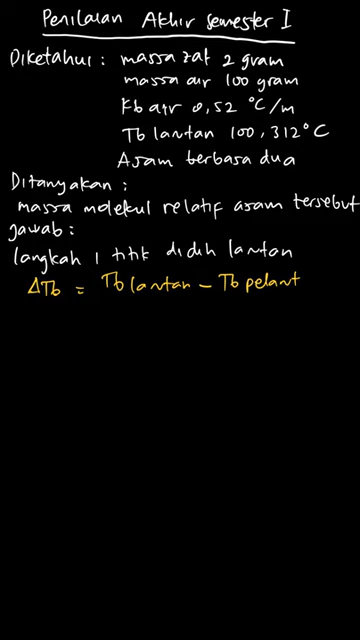 Penilaian Akhir semester I
Diketahui : massa zat 2 gram
massa air 100 gram
Kb air 0,52 °C/m
Tb larutan 100,312°C
Asam berbasa dua
Ditanyakan :
massa molekul relatif asam tersebut
Jawab :
langkah 1 titik didih larutan
ΔTb = Tb larutan - Tb pelarut